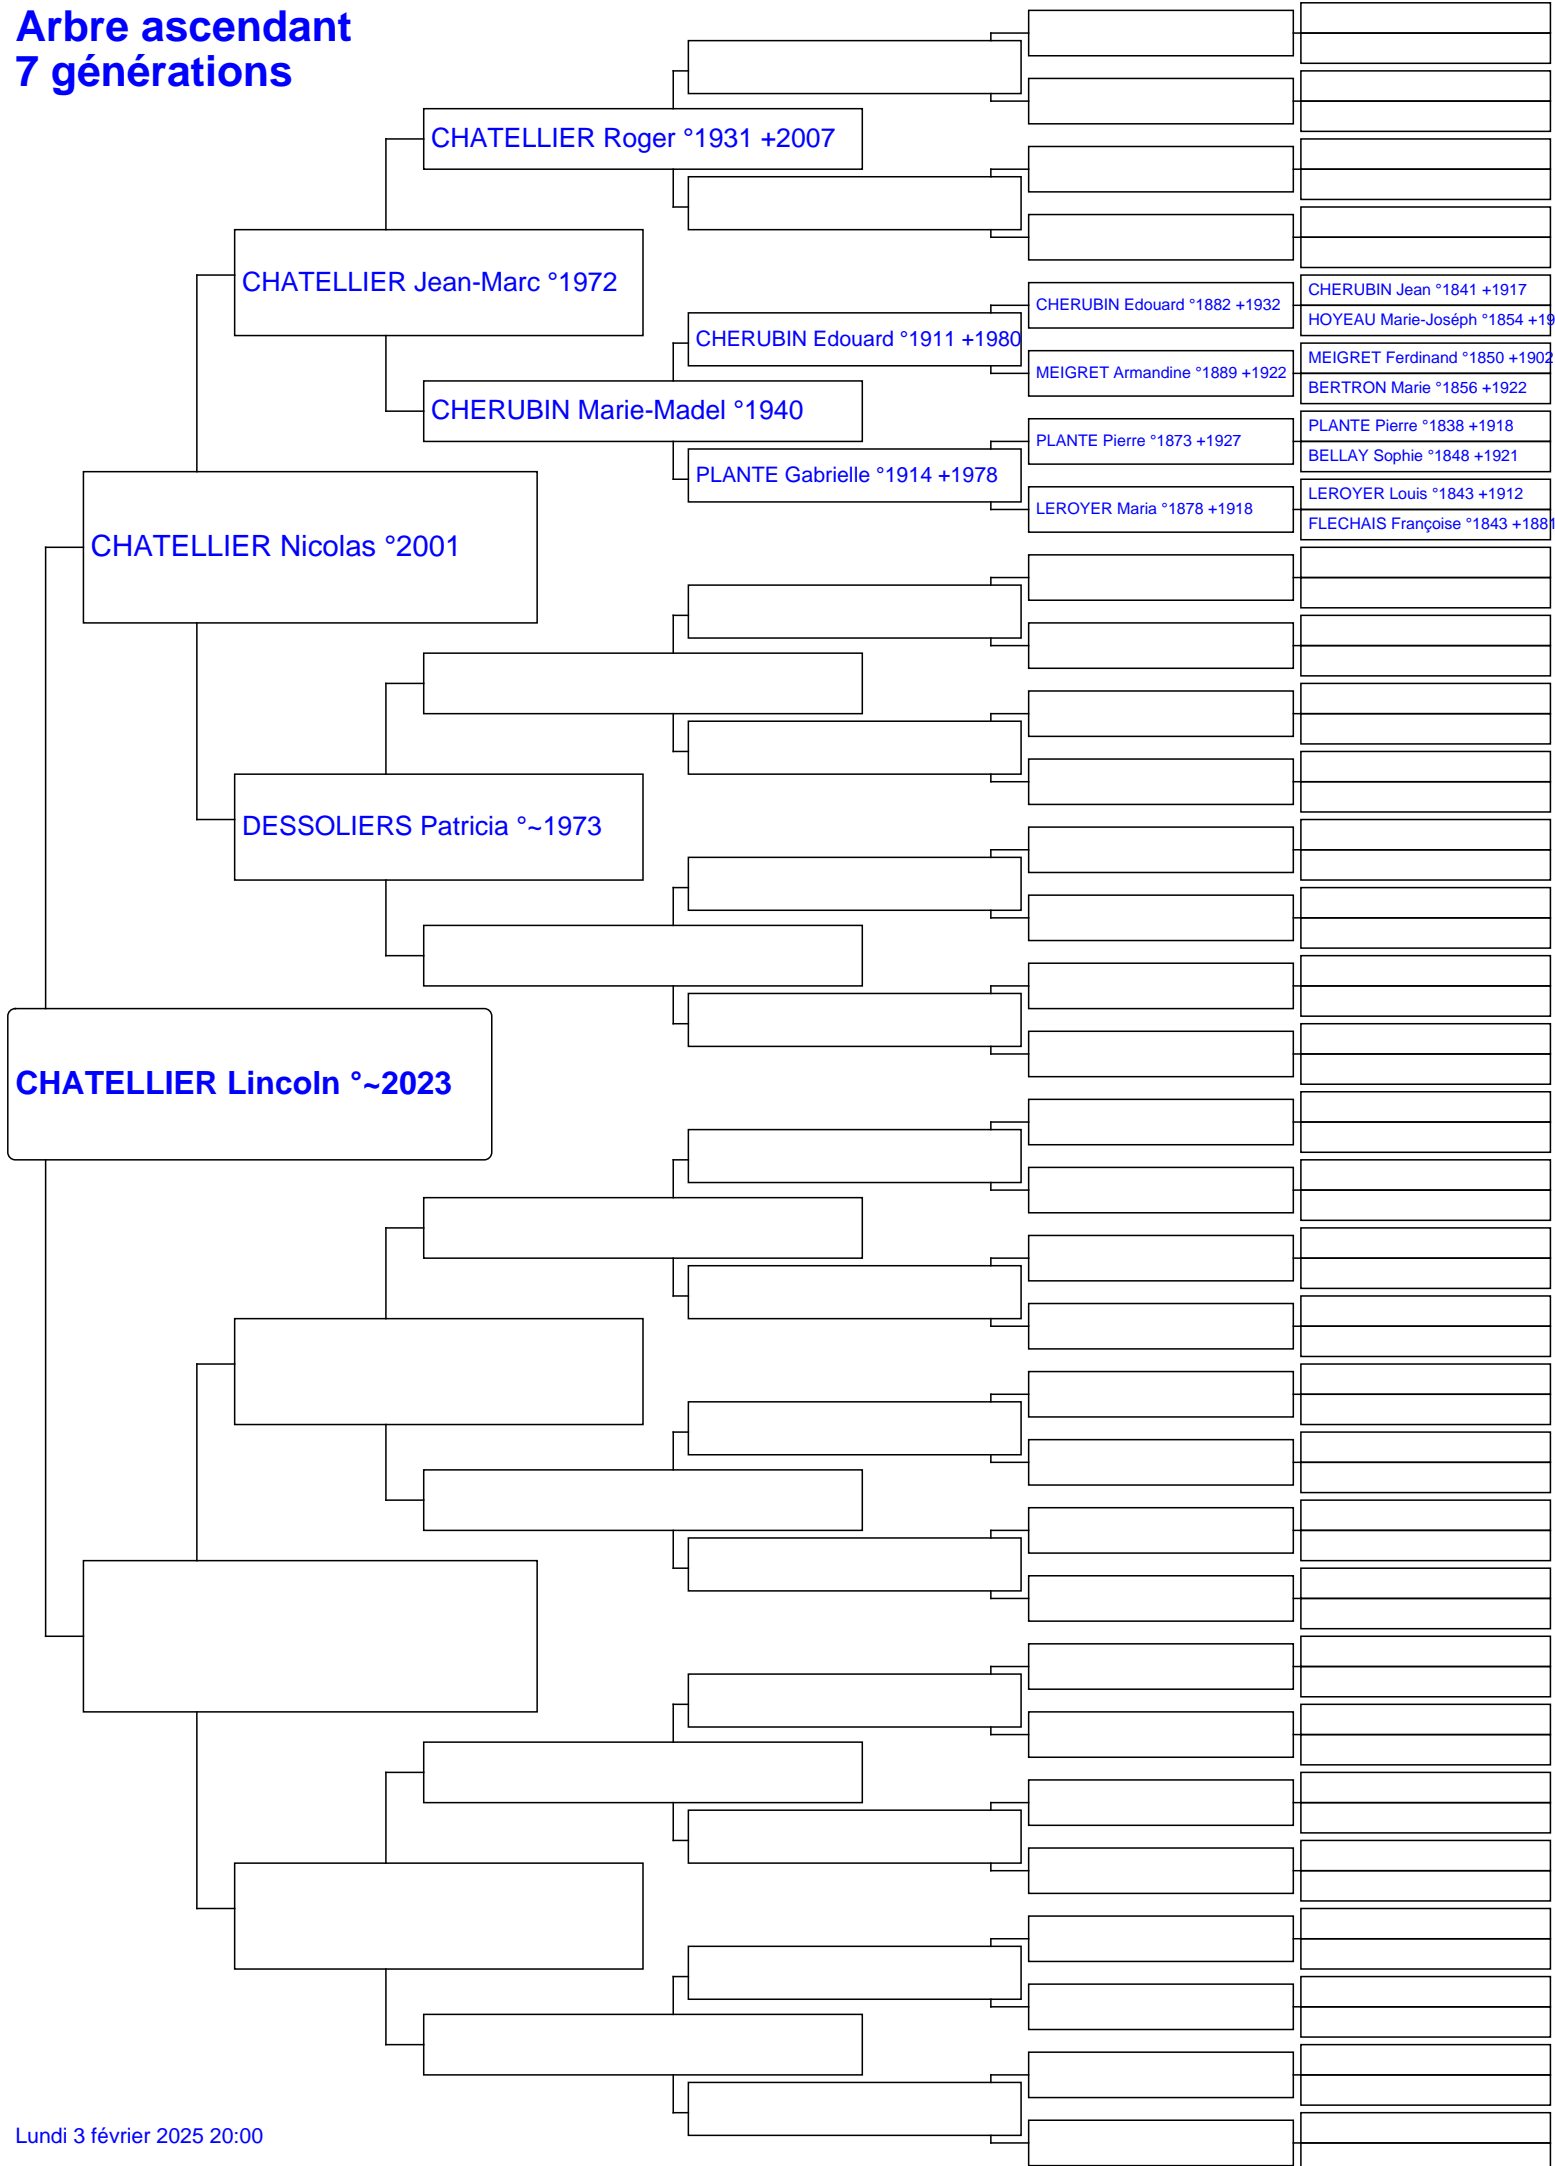 Arbre ascendant
7 générations
CHATELLIER Roger °1931 +2007
CHATELLIER Jean-Marc °1972
CHERUBIN Jean °1841 +1917
CHERUBIN Edouard °1882 +1932
HOYEAU Marie-Joséph °1854 +19
CHERUBIN Edouard °1911 +1980
MEIGRET Ferdinand °1850 +1902
MEIGRET Armandine °1889 +1922
BERTRON Marie °1856 +1922
CHERUBIN Marie-Madel °1940
PLANTE Pierre °1838 +1918
PLANTE Pierre °1873 +1927
BELLAY Sophie °1848 +1921
PLANTE Gabrielle °1914 +1978
LEROYER Louis °1843 +1912
LEROYER Maria °1878 +1918
FLECHAIS Françoise °1843 +1881
CHATELLIER Nicolas °2001
DESSOLIERS Patricia °~1973
CHATELLIER Lincoln °~2023
Lundi 3 février 2025 20:00